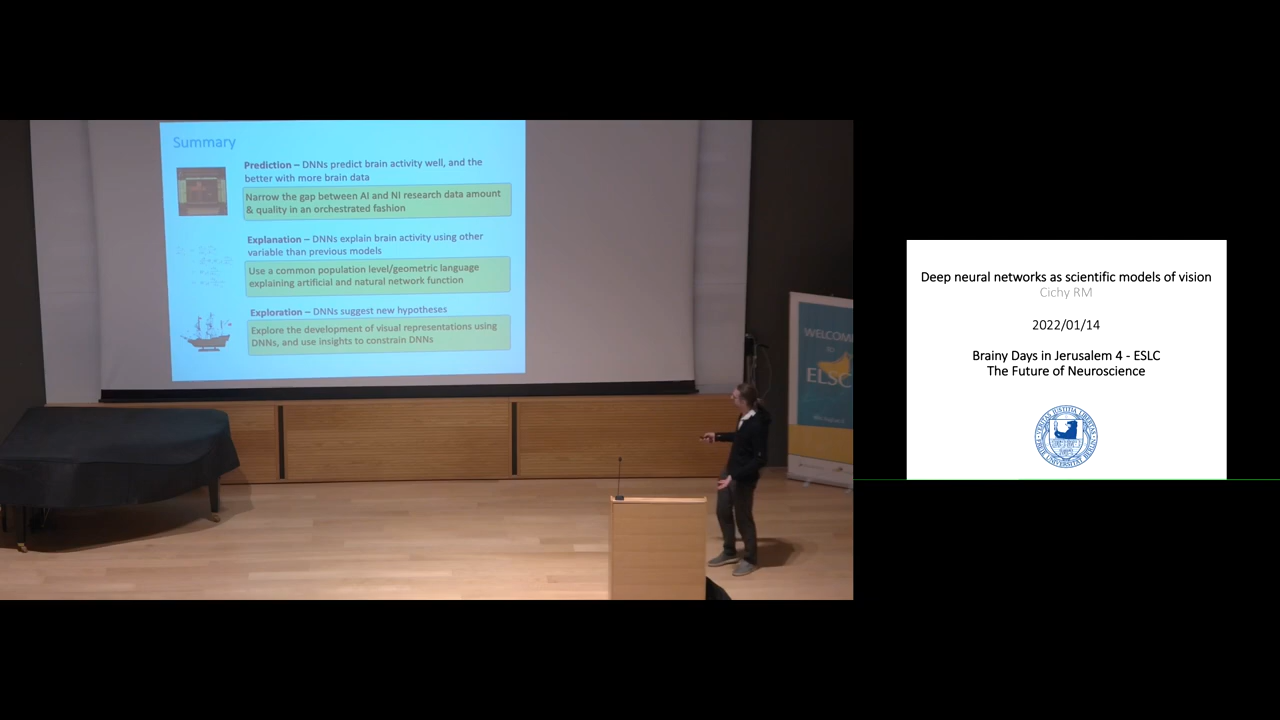 Summary
Prediction – DNNs predict brain activity well, and the
better with more brain data
Narrow the gap between AI and NI research data amount
& quality in an orchestrated fashion
Explanation – DNNs explain brain activity using other
variable than previous models
Use a common population level/geometric language
explaining artificial and natural network function
Exploration – DNNs suggest new hypotheses
Explore the development of visual representations using
DNNs, and use insights to constrain DNNs
WELCOME
TO
ELSC
Deep neural networks as scientific models of vision
Cichy RM
2022/01/14
Brainy Days in Jerusalem 4 - ESLC
The Future of Neuroscience